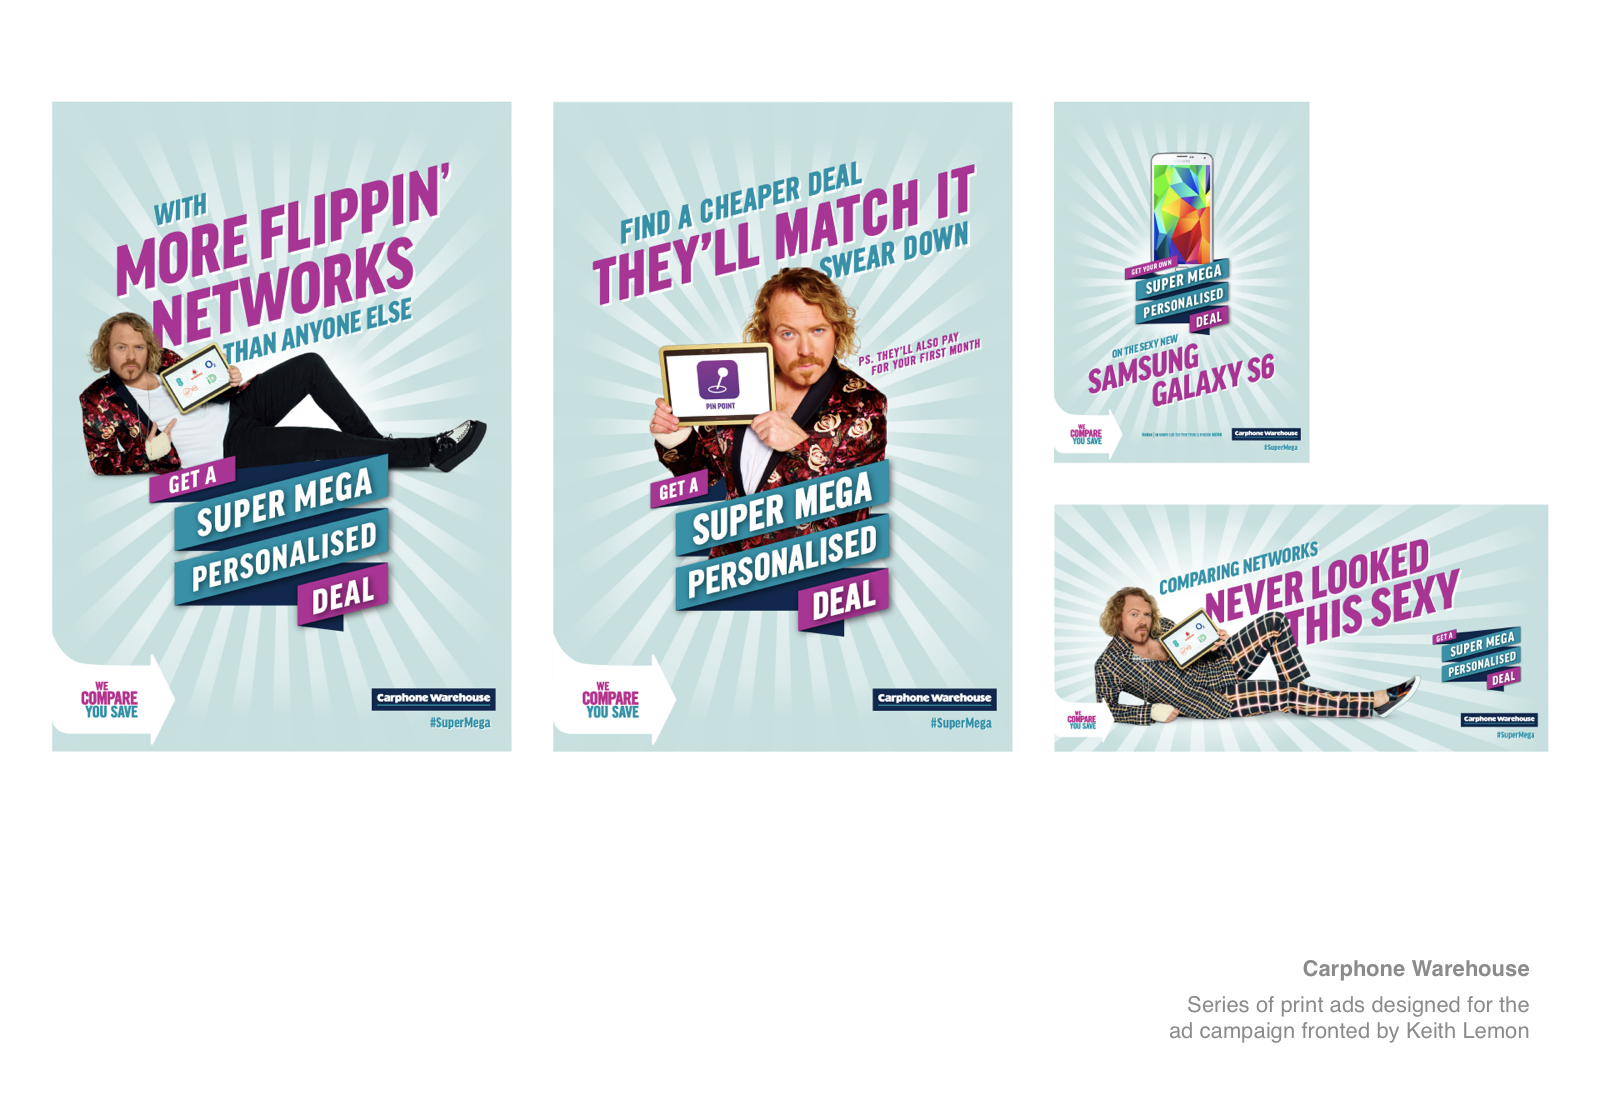 WITH
MORE FLIPPIN'
NETWORKS
THAN ANYONE ELSE
O2
iD
GET A
SUPER MEGA
PERSONALISED
DEAL
WE
COMPARE
YOU SAVE
Carphone Warehouse
#SuperMega
FIND A CHEAPER DEAL
THEY'LL MATCH IT
SWEAR DOWN
PS. THEY'LL ALSO PAY
FOR YOUR FIRST MONTH
PIN POINT
GET A
SUPER MEGA
PERSONALISED
DEAL
WE
COMPARE
YOU SAVE
Carphone Warehouse
#SuperMega
GET YOUR OWN
SUPER MEGA
PERSONALISED
DEAL
ON THE SEXY NEW
SAMSUNG
GALAXY S6
WE
COMPARE
YOU SAVE
Carphone Warehouse
#SuperMega
COMPARING NETWORKS
NEVER LOOKED
THIS SEXY
O2
iD
GET A
SUPER MEGA
PERSONALISED
DEAL
WE
COMPARE
YOU SAVE
Carphone Warehouse
#SuperMega
Carphone Warehouse
Series of print ads designed for the
ad campaign fronted by Keith Lemon